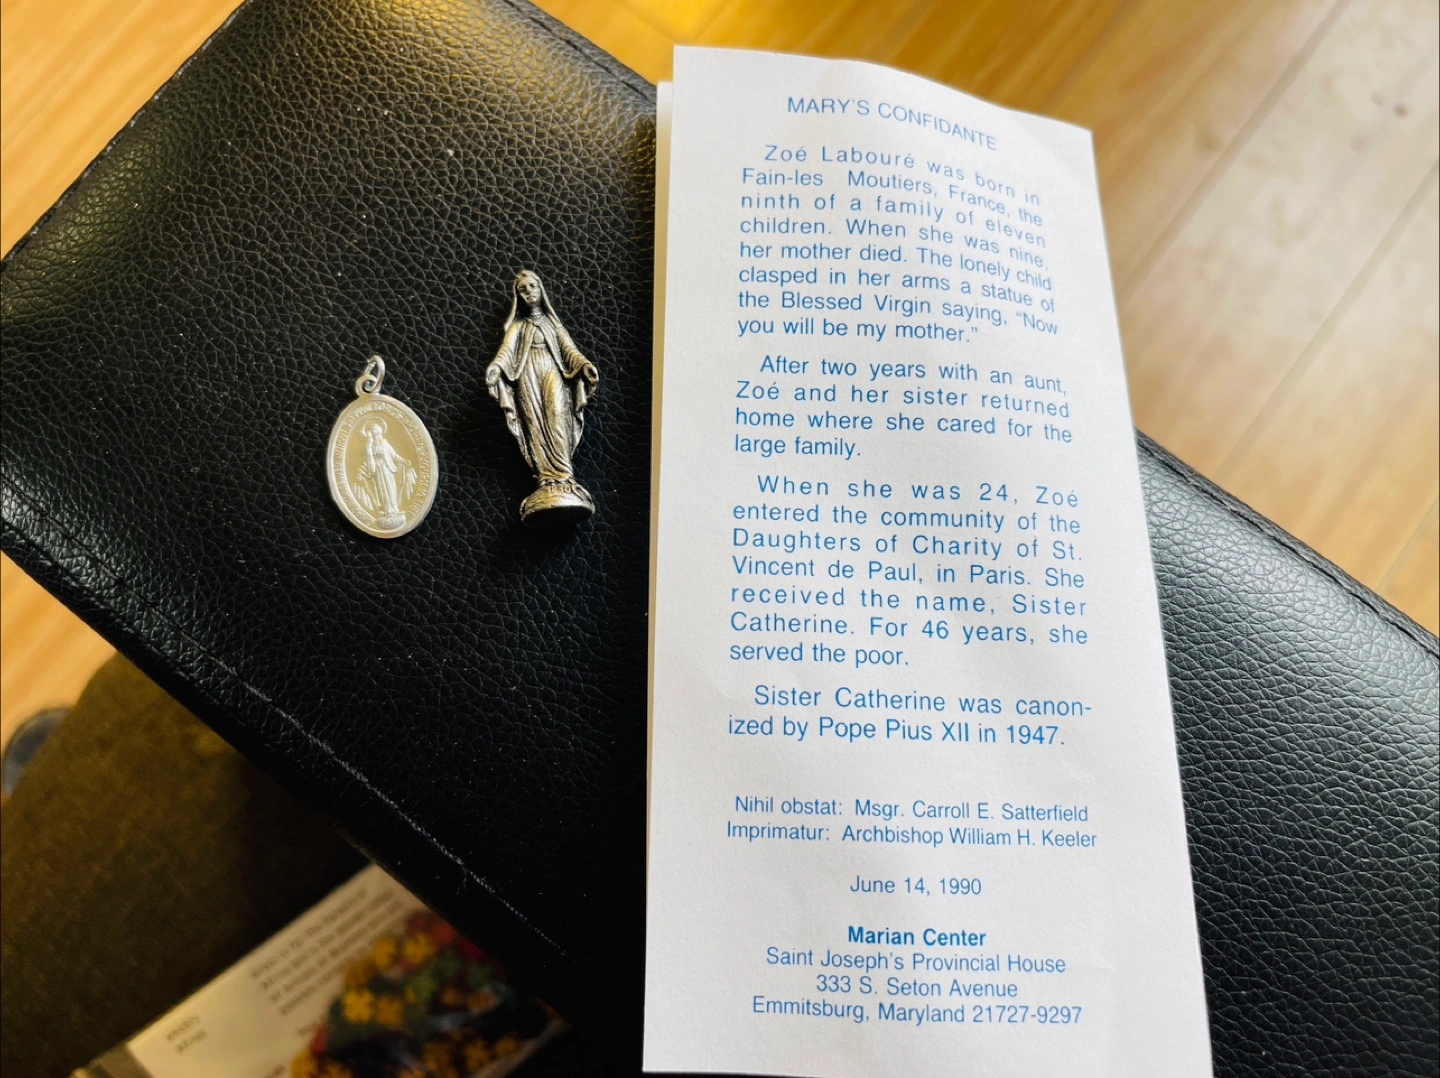 MARY'S CONFIDANTE
Zoé Labouré was born in
Fain-les Moutiers, France, the
ninth of a family of eleven
children. When she was nine,
her mother died. The lonely child
clasped in her arms a statue of
the Blessed Virgin saying, “Now
you will be my mother.”
After two years with an aunt,
Zoé and her sister returned
home where she cared for the
large family.
When she was 24, Zoé
entered the community of the
Daughters of Charity of St.
Vincent de Paul, in Paris. She
received the name, Sister
Catherine. For 46 years, she
served the poor.
Sister Catherine was canon-
ized by Pope Pius XII in 1947.
Nihil obstat: Msgr. Carroll E. Satterfield
Imprimatur: Archbishop William H. Keeler
June 14, 1990
Marian Center
Saint Joseph's Provincial House
333 S. Seton Avenue
Emmitsburg, Maryland 21727-9297